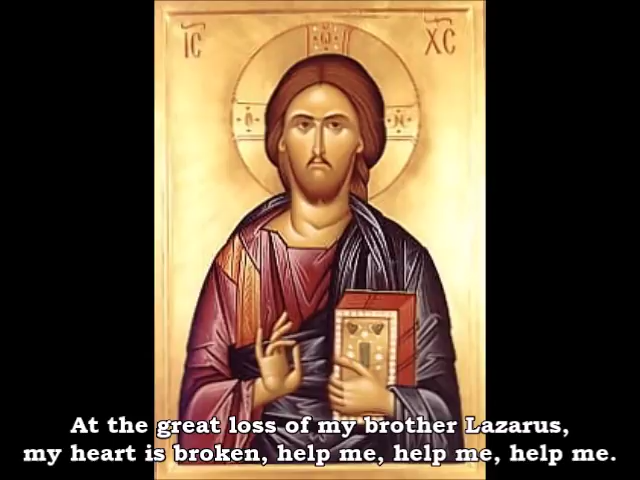 IC XC
Ὁ Ὤ Ν
At the great loss of my brother Lazarus,
my heart is broken, help me, help me, help me.